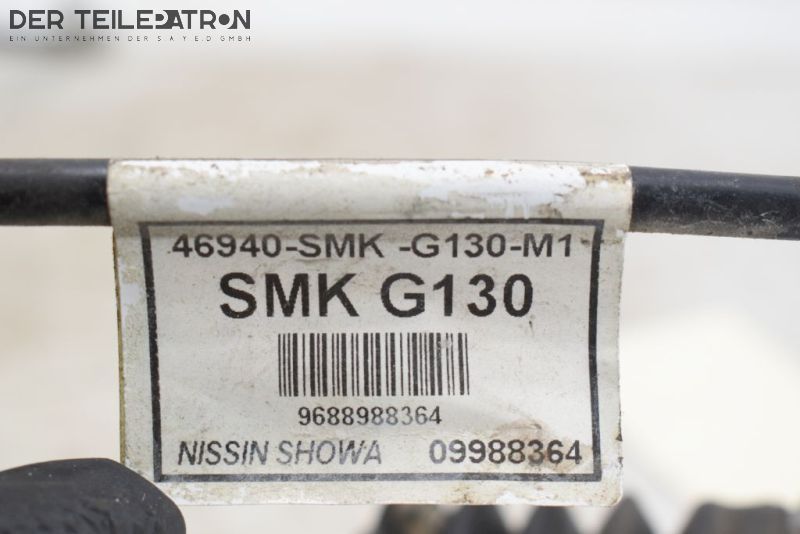 DER TEILEPATRON
EIN UNTERNEHMEN DER S A Y E.D GMBH
46940-SMK -G130-M1
SMK G130
9688988364
NISSIN SHOWA 09988364